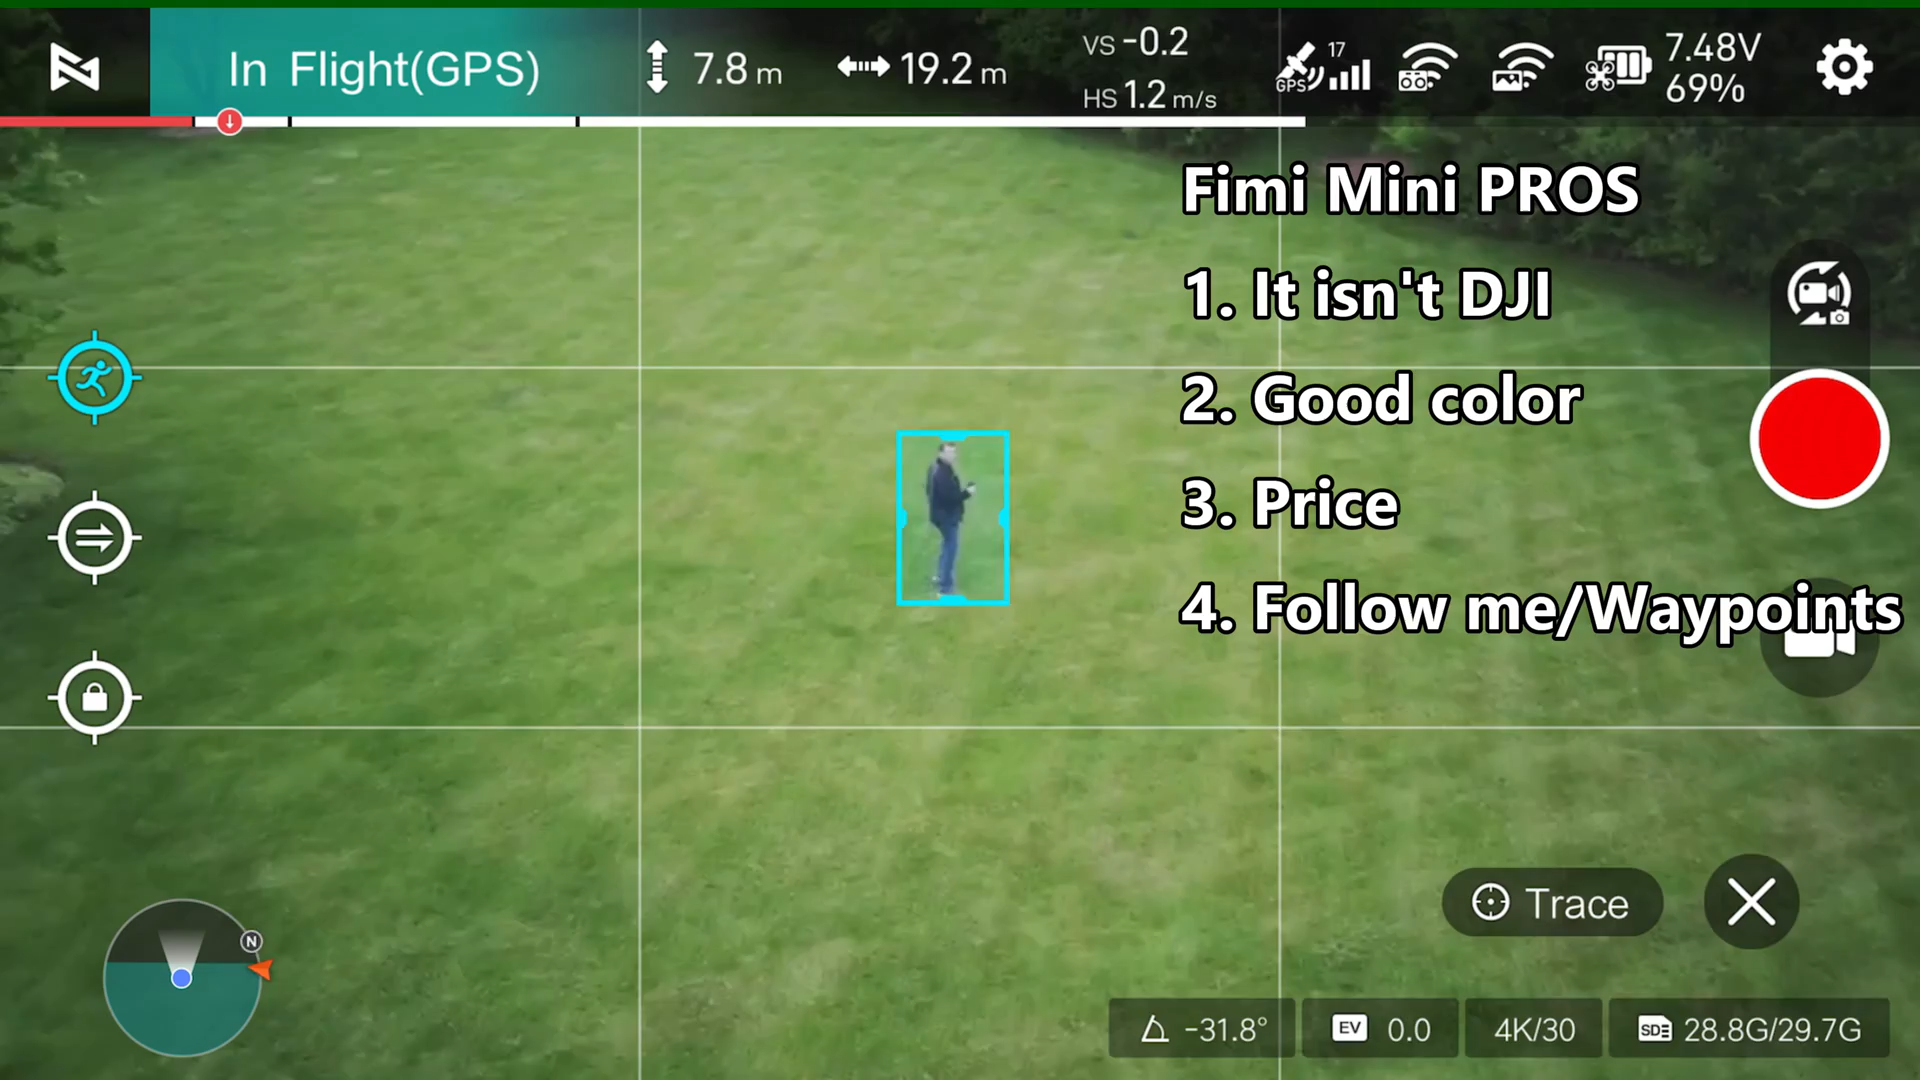 In Flight(GPS)
7.8 m
19.2 m
VS -0.2
HS 1.2 m/s
GPS
17
7.48V
69%
Fimi Mini PROS
1. It isn't DJI
2. Good color
3. Price
4. Follow me/Waypoints
Trace
N
-31.8°
EV 0.0
4K/30
SD 28.8G/29.7G